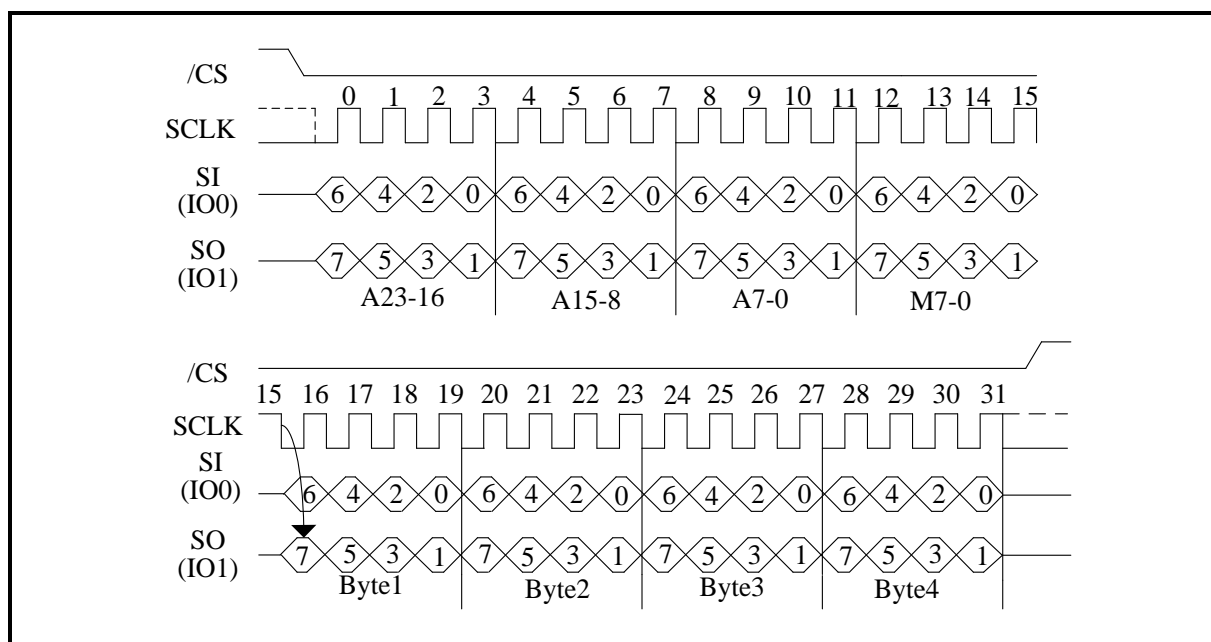 /CS
0 1 2 3 4 5 6 7 8 9 10 11 12 13 14 15
SCLK
SI
(IO0)
6 4 2 0 6 4 2 0 6 4 2 0 6 4 2 0
SO
(IO1)
7 5 3 1 7 5 3 1 7 5 3 1 7 5 3 1
A23-16 A15-8 A7-0 M7-0
/CS
15 16 17 18 19 20 21 22 23 24 25 26 27 28 29 30 31
SCLK
SI
(IO0)
6 4 2 0 6 4 2 0 6 4 2 0 6 4 2 0
SO
(IO1)
7 5 3 1 7 5 3 1 7 5 3 1 7 5 3 1
Byte1 Byte2 Byte3 Byte4